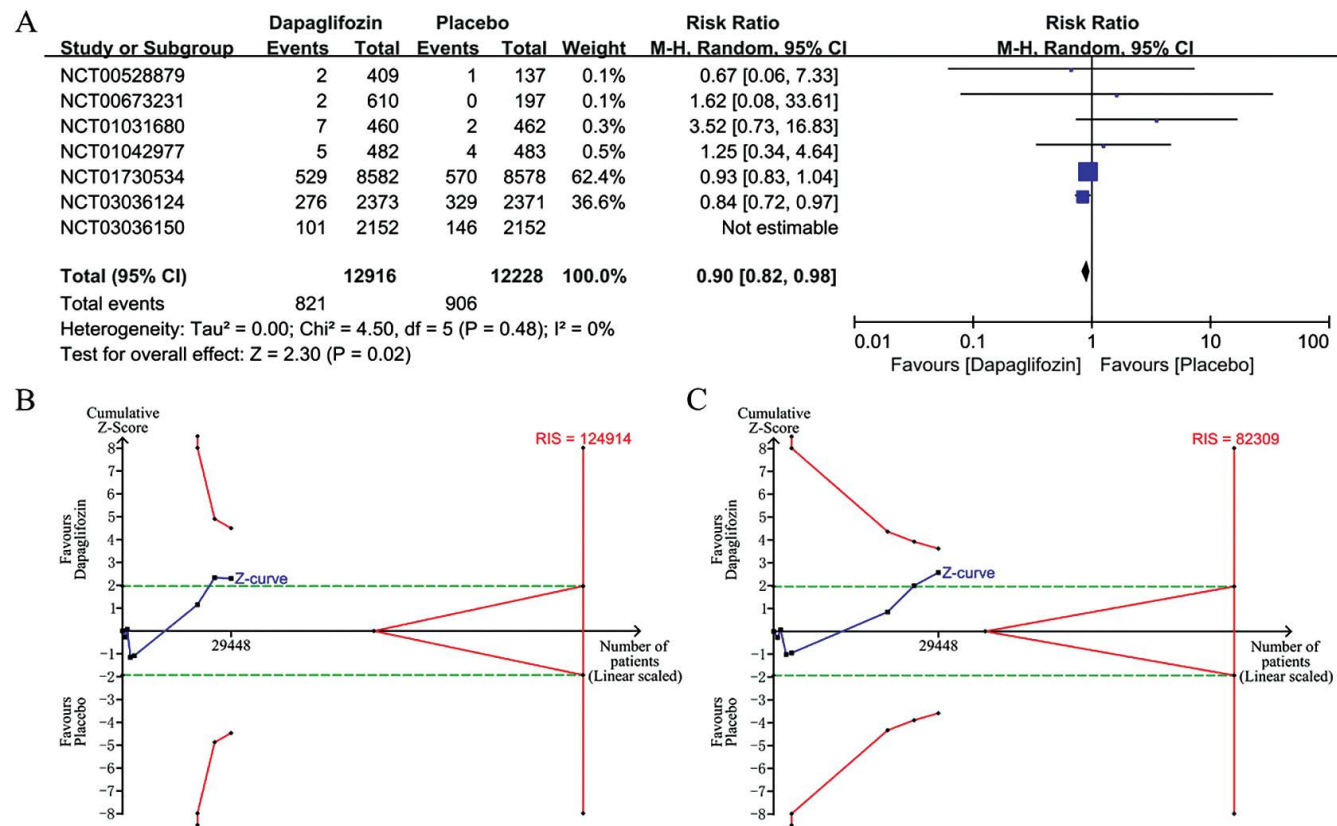 A
Dapaglifozin Placebo Risk Ratio Risk Ratio
Study or Subgroup Events Total Events Total Weight M-H, Random, 95% CI M-H, Random, 95% CI
NCT00528879 2 409 1 137 0.1% 0.67 [0.06, 7.33]
NCT00673231 2 610 0 197 0.1% 1.62 [0.08, 33.61]
NCT01031680 7 460 2 462 0.3% 3.52 [0.73, 16.83]
NCT01042977 5 482 4 483 0.5% 1.25 [0.34, 4.64]
NCT01730534 529 8582 570 8578 62.4% 0.93 [0.83, 1.04]
NCT03036124 276 2373 329 2371 36.6% 0.84 [0.72, 0.97]
NCT03036150 101 2152 146 2152 Not estimable
Total (95% CI) 12916 12228 100.0% 0.90 [0.82, 0.98]
Total events 821 906
Heterogeneity: Tau² = 0.00; Chi² = 4.50, df = 5 (P = 0.48); I² = 0%
Test for overall effect: Z = 2.30 (P = 0.02)
0.01 0.1 1 10 100
Favours [Dapaglifozin] Favours [Placebo]
B
Cumulative
Z-Score
RIS = 124914
8
7
6
5
4
3
2
1
-1
-2
-3
-4
-5
-6
-7
-8
Favours
Dapaglifozin
Favours
Placebo
Z-curve
29448
Number of
patients
(Linear scaled)
C
Cumulative
Z-Score
RIS = 82309
8
7
6
5
4
3
2
1
-1
-2
-3
-4
-5
-6
-7
-8
Favours
Dapaglifozin
Favours
Placebo
Z-curve
29448
Number of
patients
(Linear scaled)